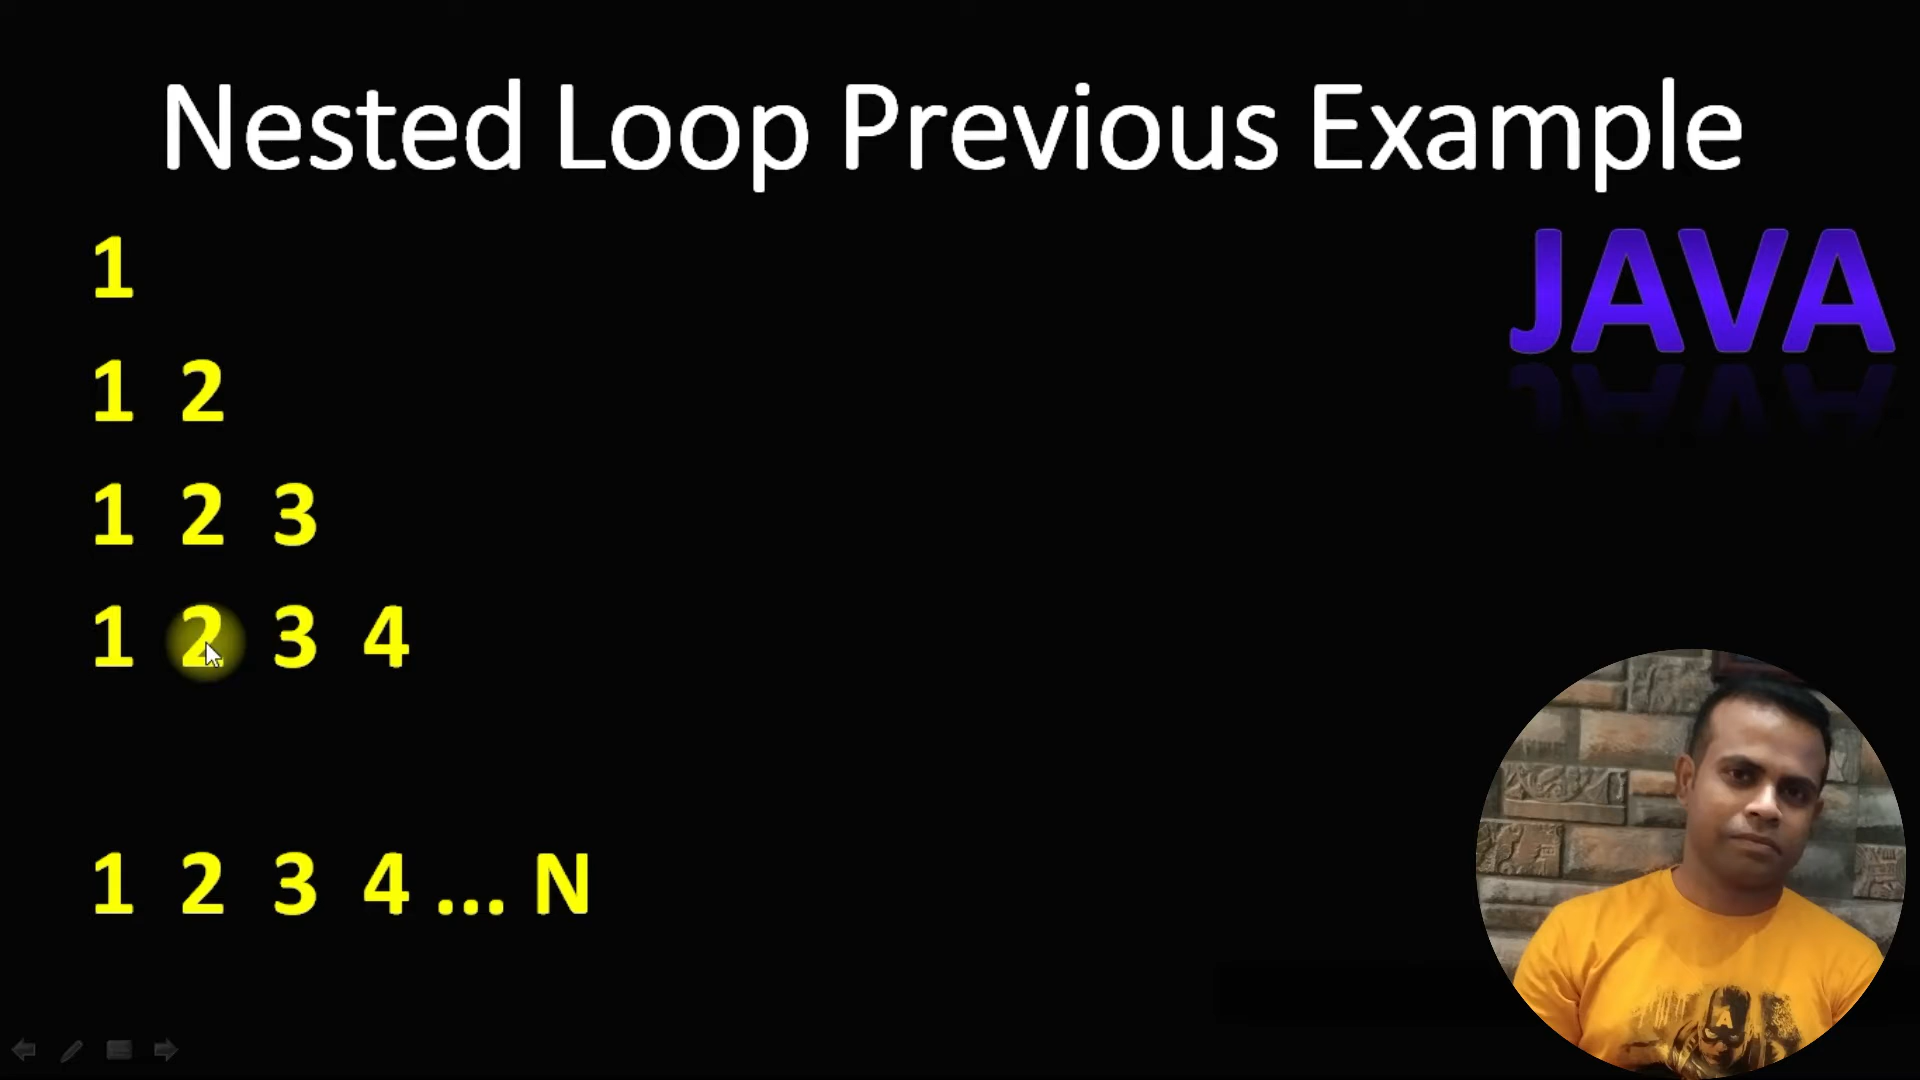 Nested Loop Previous Example
JAVA
1
1 2
1 2 3
1 2 3 4
1 2 3 4 ... N
A